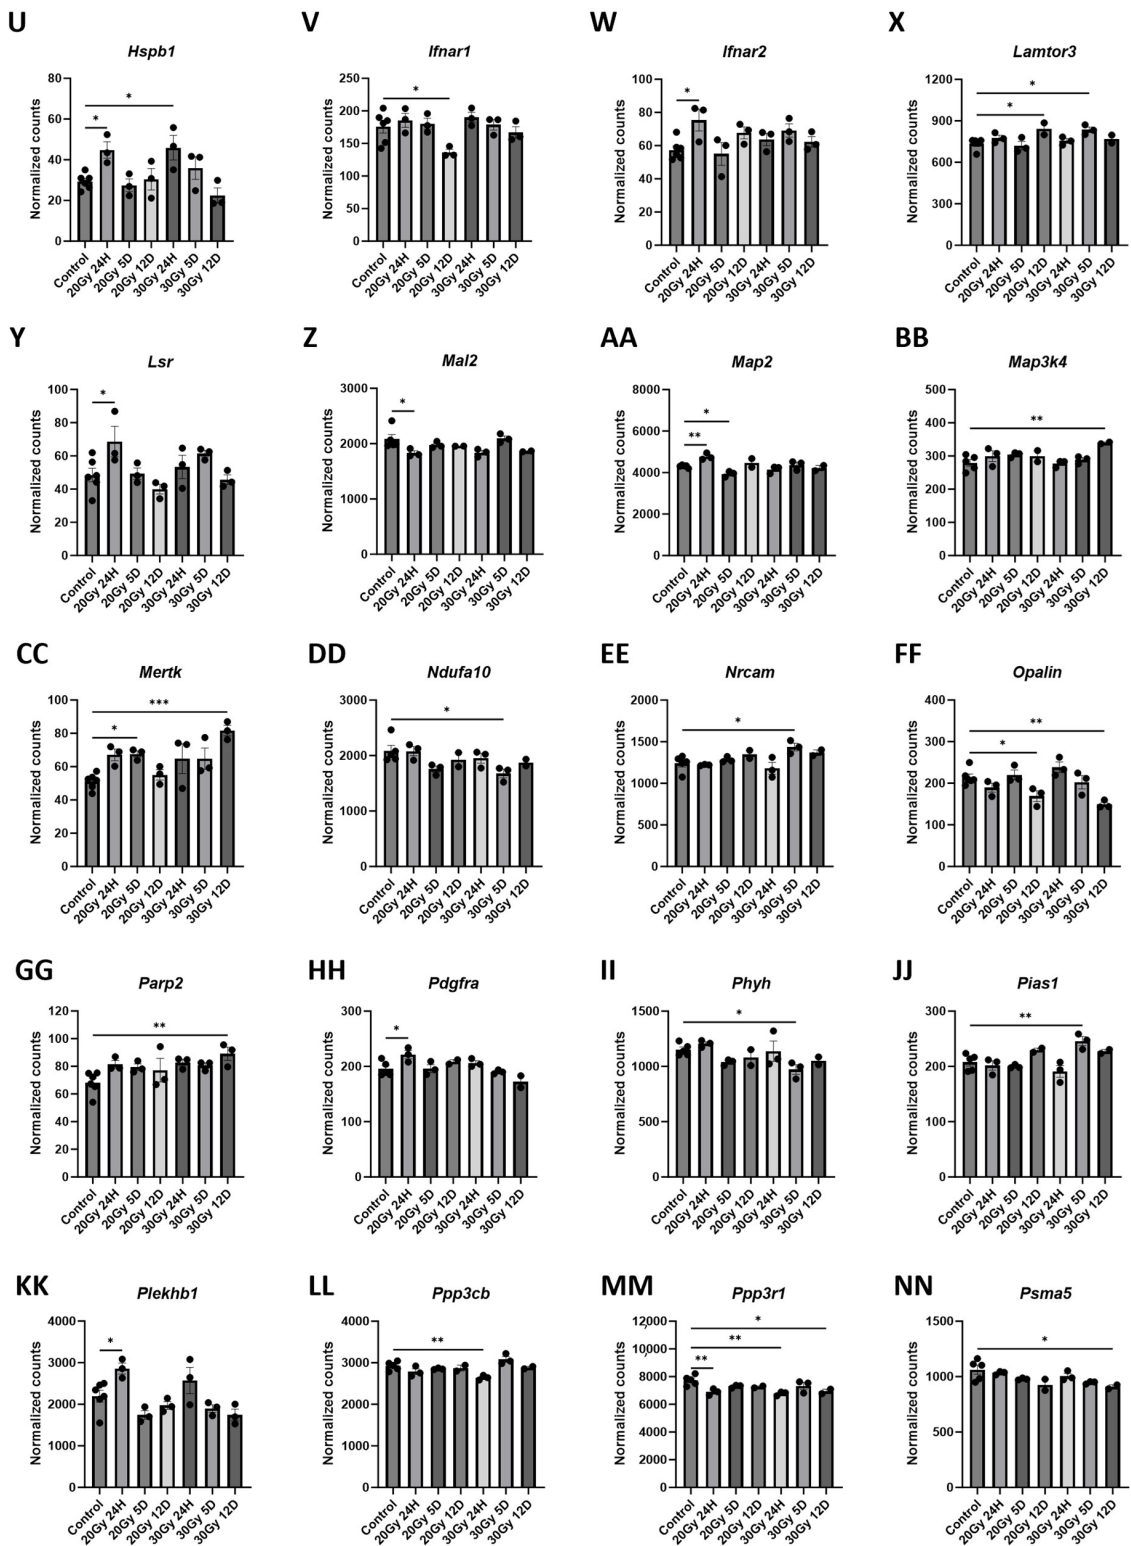 U
Hspb1
Normalized counts
80
60
40
20
0
*
*
Control
20Gy 24H
20Gy 5D
20Gy 12D
30Gy 24H
30Gy 5D
30Gy 12D
V
Ifnar1
Normalized counts
250
200
150
100
50
0
*
Control
20Gy 24H
20Gy 5D
20Gy 12D
30Gy 24H
30Gy 5D
30Gy 12D
W
Ifnar2
Normalized counts
100
80
60
40
20
0
*
Control
20Gy 24H
20Gy 5D
20Gy 12D
30Gy 24H
30Gy 5D
30Gy 12D
X
Lamtor3
Normalized counts
1200
900
600
300
0
*
*
Control
20Gy 24H
20Gy 5D
20Gy 12D
30Gy 24H
30Gy 5D
30Gy 12D
Y
Lsr
Normalized counts
100
80
60
40
20
0
*
Control
20Gy 24H
20Gy 5D
20Gy 12D
30Gy 24H
30Gy 5D
30Gy 12D
Z
Mal2
Normalized counts
3000
2000
1000
0
*
Control
20Gy 24H
20Gy 5D
20Gy 12D
30Gy 24H
30Gy 5D
30Gy 12D
AA
Map2
Normalized counts
8000
6000
4000
2000
0
*
**
Control
20Gy 24H
20Gy 5D
20Gy 12D
30Gy 24H
30Gy 5D
30Gy 12D
BB
Map3k4
Normalized counts
500
400
300
200
100
0
**
Control
20Gy 24H
20Gy 5D
20Gy 12D
30Gy 24H
30Gy 5D
30Gy 12D
CC
Mertk
Normalized counts
100
80
60
40
20
0
***
*
Control
20Gy 24H
20Gy 5D
20Gy 12D
30Gy 24H
30Gy 5D
30Gy 12D
DD
Ndufa10
Normalized counts
3000
2000
1000
0
*
Control
20Gy 24H
20Gy 5D
20Gy 12D
30Gy 24H
30Gy 5D
30Gy 12D
EE
Nrcam
Normalized counts
2000
1500
1000
500
0
*
Control
20Gy 24H
20Gy 5D
20Gy 12D
30Gy 24H
30Gy 5D
30Gy 12D
FF
Opalin
Normalized counts
400
300
200
100
0
**
*
Control
20Gy 24H
20Gy 5D
20Gy 12D
30Gy 24H
30Gy 5D
30Gy 12D
GG
Parp2
Normalized counts
120
100
80
60
40
20
0
**
Control
20Gy 24H
20Gy 5D
20Gy 12D
30Gy 24H
30Gy 5D
30Gy 12D
HH
Pdgfra
Normalized counts
300
200
100
0
*
Control
20Gy 24H
20Gy 5D
20Gy 12D
30Gy 24H
30Gy 5D
30Gy 12D
II
Phyh
Normalized counts
1500
1000
500
0
*
Control
20Gy 24H
20Gy 5D
20Gy 12D
30Gy 24H
30Gy 5D
30Gy 12D
JJ
Pias1
Normalized counts
300
200
100
0
**
Control
20Gy 24H
20Gy 5D
20Gy 12D
30Gy 24H
30Gy 5D
30Gy 12D
KK
Plekhb1
Normalized counts
4000
3000
2000
1000
0
*
Control
20Gy 24H
20Gy 5D
20Gy 12D
30Gy 24H
30Gy 5D
30Gy 12D
LL
Ppp3cb
Normalized counts
4000
3000
2000
1000
0
**
Control
20Gy 24H
20Gy 5D
20Gy 12D
30Gy 24H
30Gy 5D
30Gy 12D
MM
Ppp3r1
Normalized counts
12000
10000
8000
6000
4000
2000
0
*
**
**
Control
20Gy 24H
20Gy 5D
20Gy 12D
30Gy 24H
30Gy 5D
30Gy 12D
NN
Psma5
Normalized counts
1500
1000
500
0
*
Control
20Gy 24H
20Gy 5D
20Gy 12D
30Gy 24H
30Gy 5D
30Gy 12D